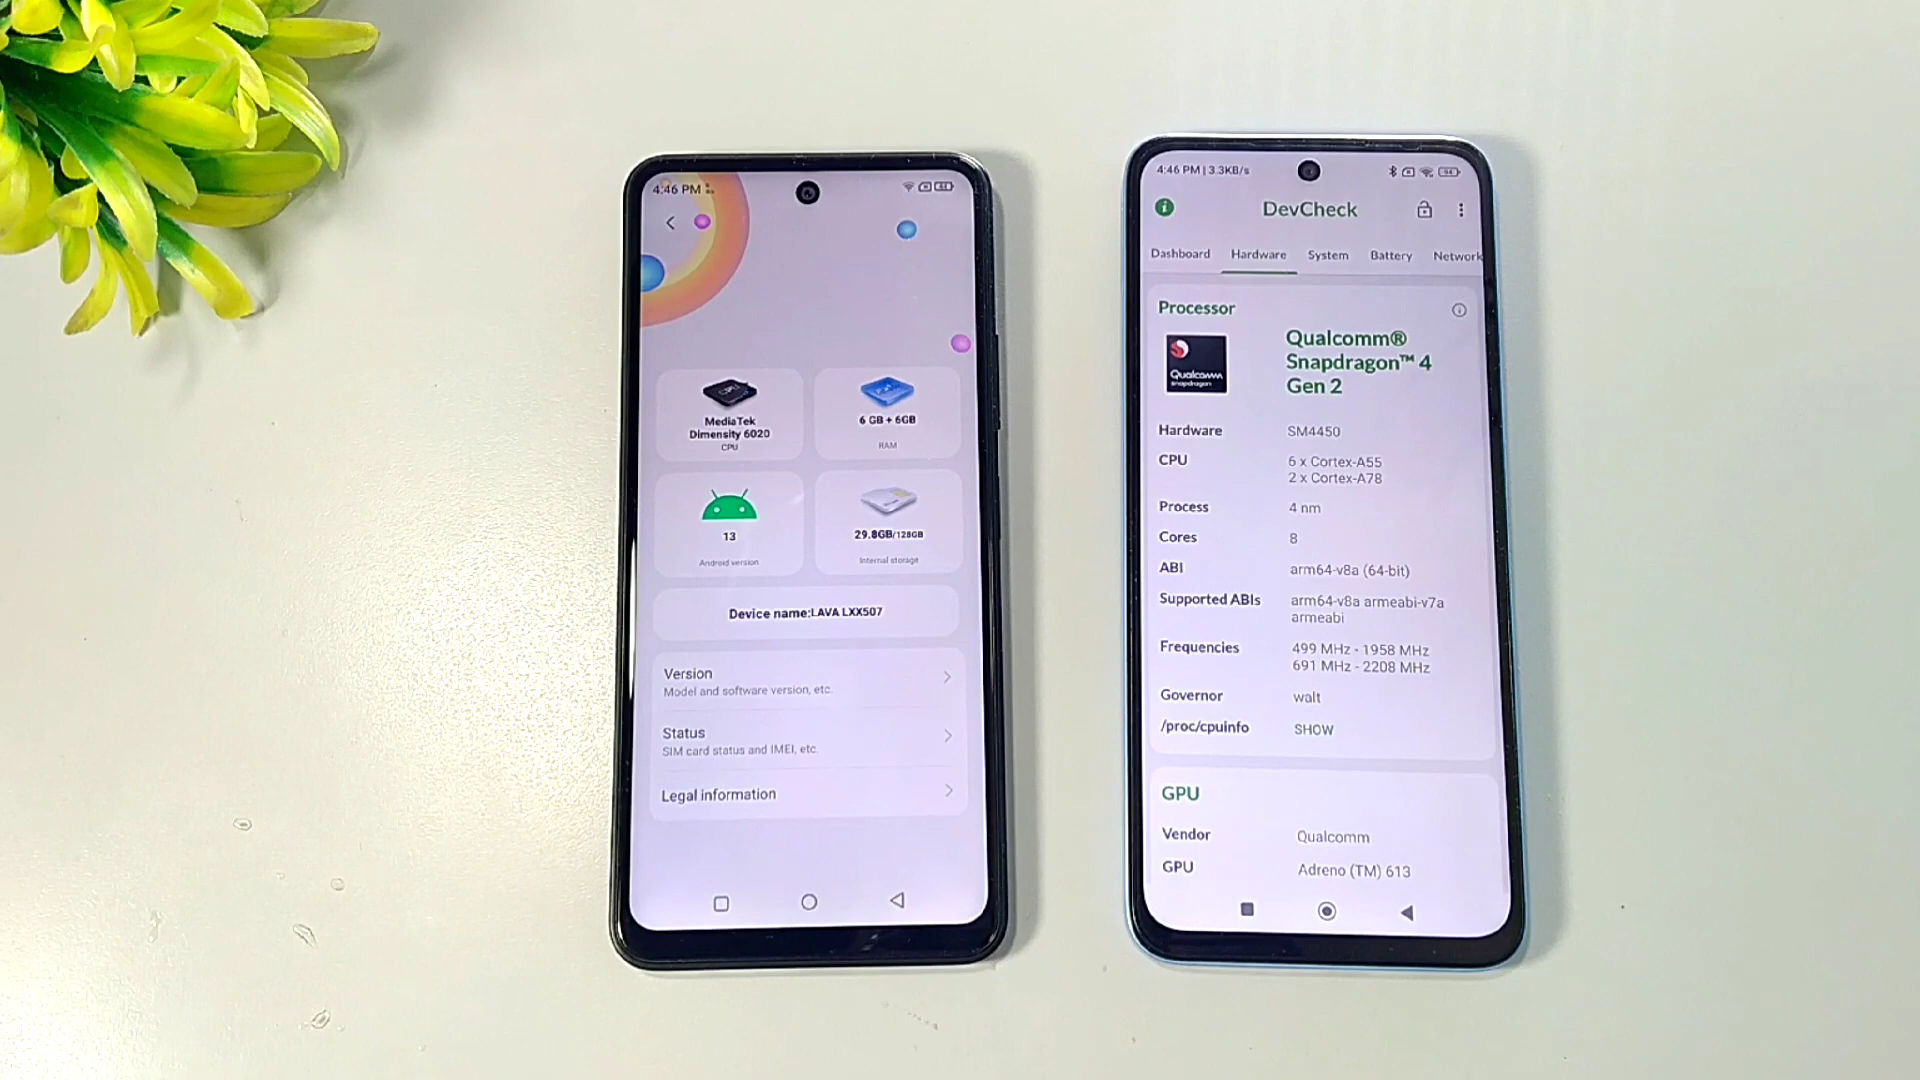 4:46 PM
CPU
MediaTek
Dimensity 6020
CPU
6 GB + 6GB
RAM
13
Android version
29.8GB/128GB
Internal storage
Device name:LAVA LXX507
Version
Model and software version, etc.
Status
SIM card status and IMEI, etc.
Legal information
4:46 PM | 3.3KB/s
94
DevCheck
Dashboard Hardware System Battery Network
Processor
Qualcomm
snapdragon
Qualcomm®
Snapdragon™ 4
Gen 2
Hardware SM4450
CPU 6 x Cortex-A55
2 x Cortex-A78
Process 4 nm
Cores 8
ABI arm64-v8a (64-bit)
Supported ABIs arm64-v8a armeabi-v7a
armeabi
Frequencies 499 MHz - 1958 MHz
691 MHz - 2208 MHz
Governor walt
/proc/cpuinfo SHOW
GPU
Vendor Qualcomm
GPU Adreno (TM) 613